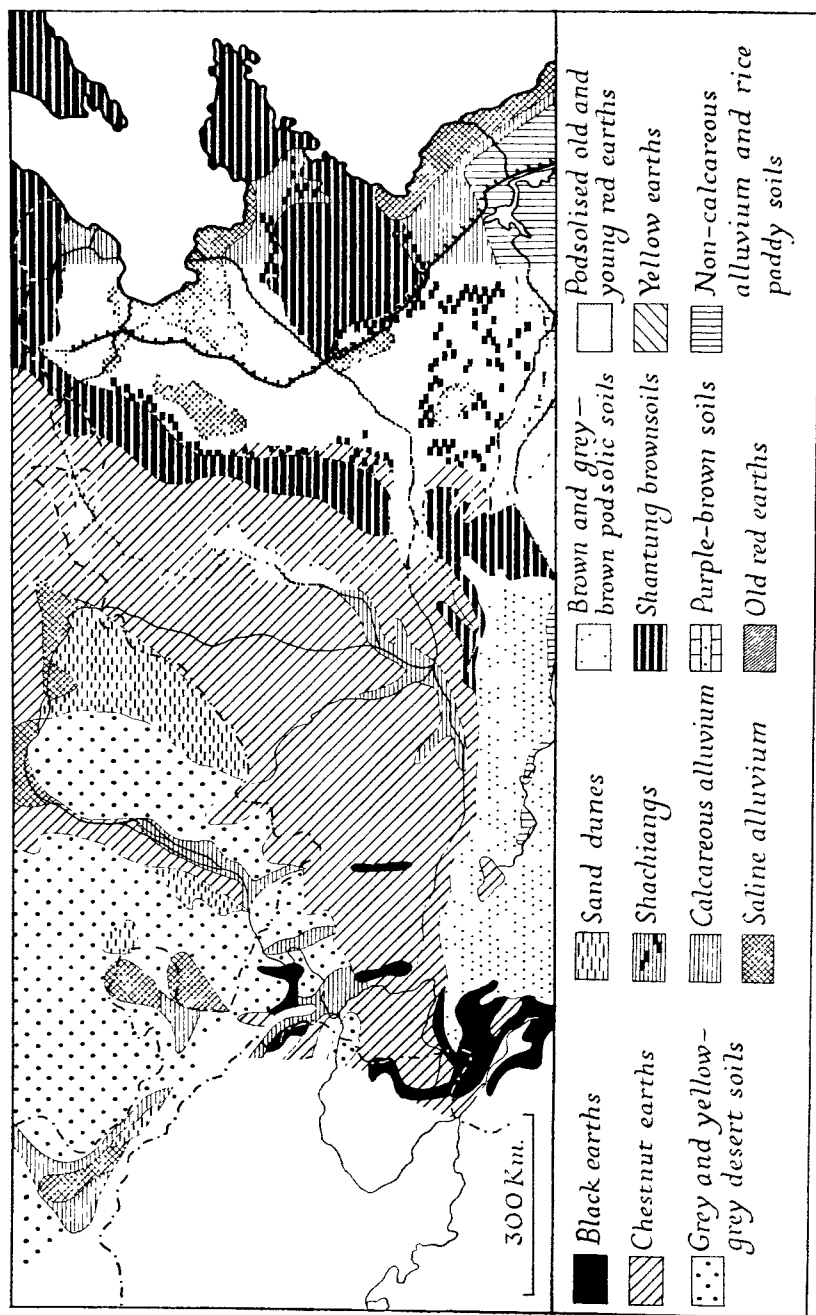 300 Km.
Black earths
Chestnut earths
Grey and yellow-
grey desert soils
Sand dunes
Shachiangs
Calcareous alluvium
Saline alluvium
Brown and grey-
brown podsolic soils
Shantung brownsoils
Purple-brown soils
Old red earths
Podsolised old and
young red earths
Yellow earths
Non-calcareous
alluvium and rice
paddy soils